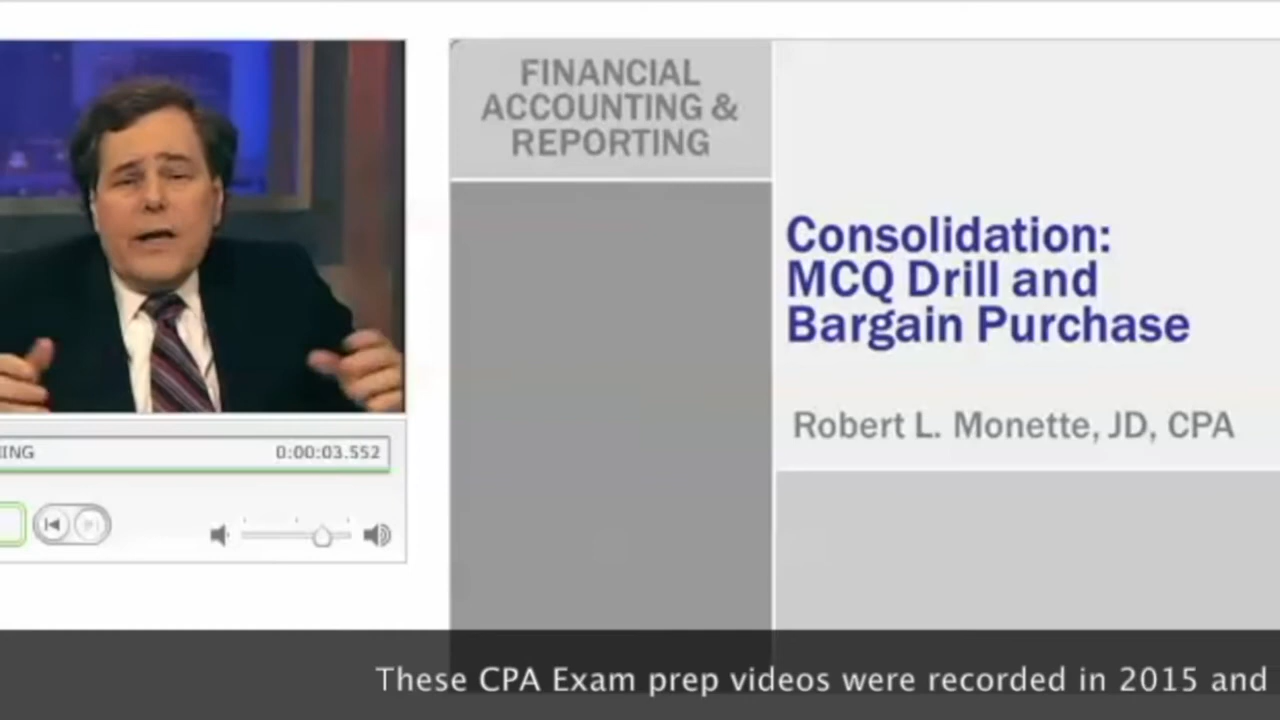 FINANCIAL
ACCOUNTING &
REPORTING
Consolidation:
MCQ Drill and
Bargain Purchase
Robert L. Monette, JD, CPA
0:00:03.552
These CPA Exam prep videos were recorded in 2015 and